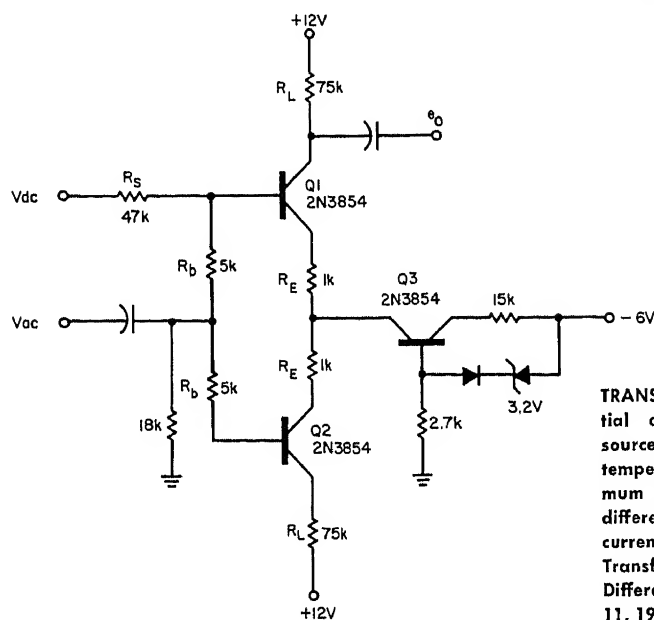 +12V
RL 75k
eo
Q1
2N3854
Vdc
RS
47k
Rb 5k
RE 1k
Q3
2N3854
15k
-6V
Vac
Rb 5k
RE 1k
18k
Q2
2N3854
2.7k
3.2V
RL 75k
+12V
TRANS
tial c
source
tempe
mum
differe
curren
Transf
Differe
11, 19